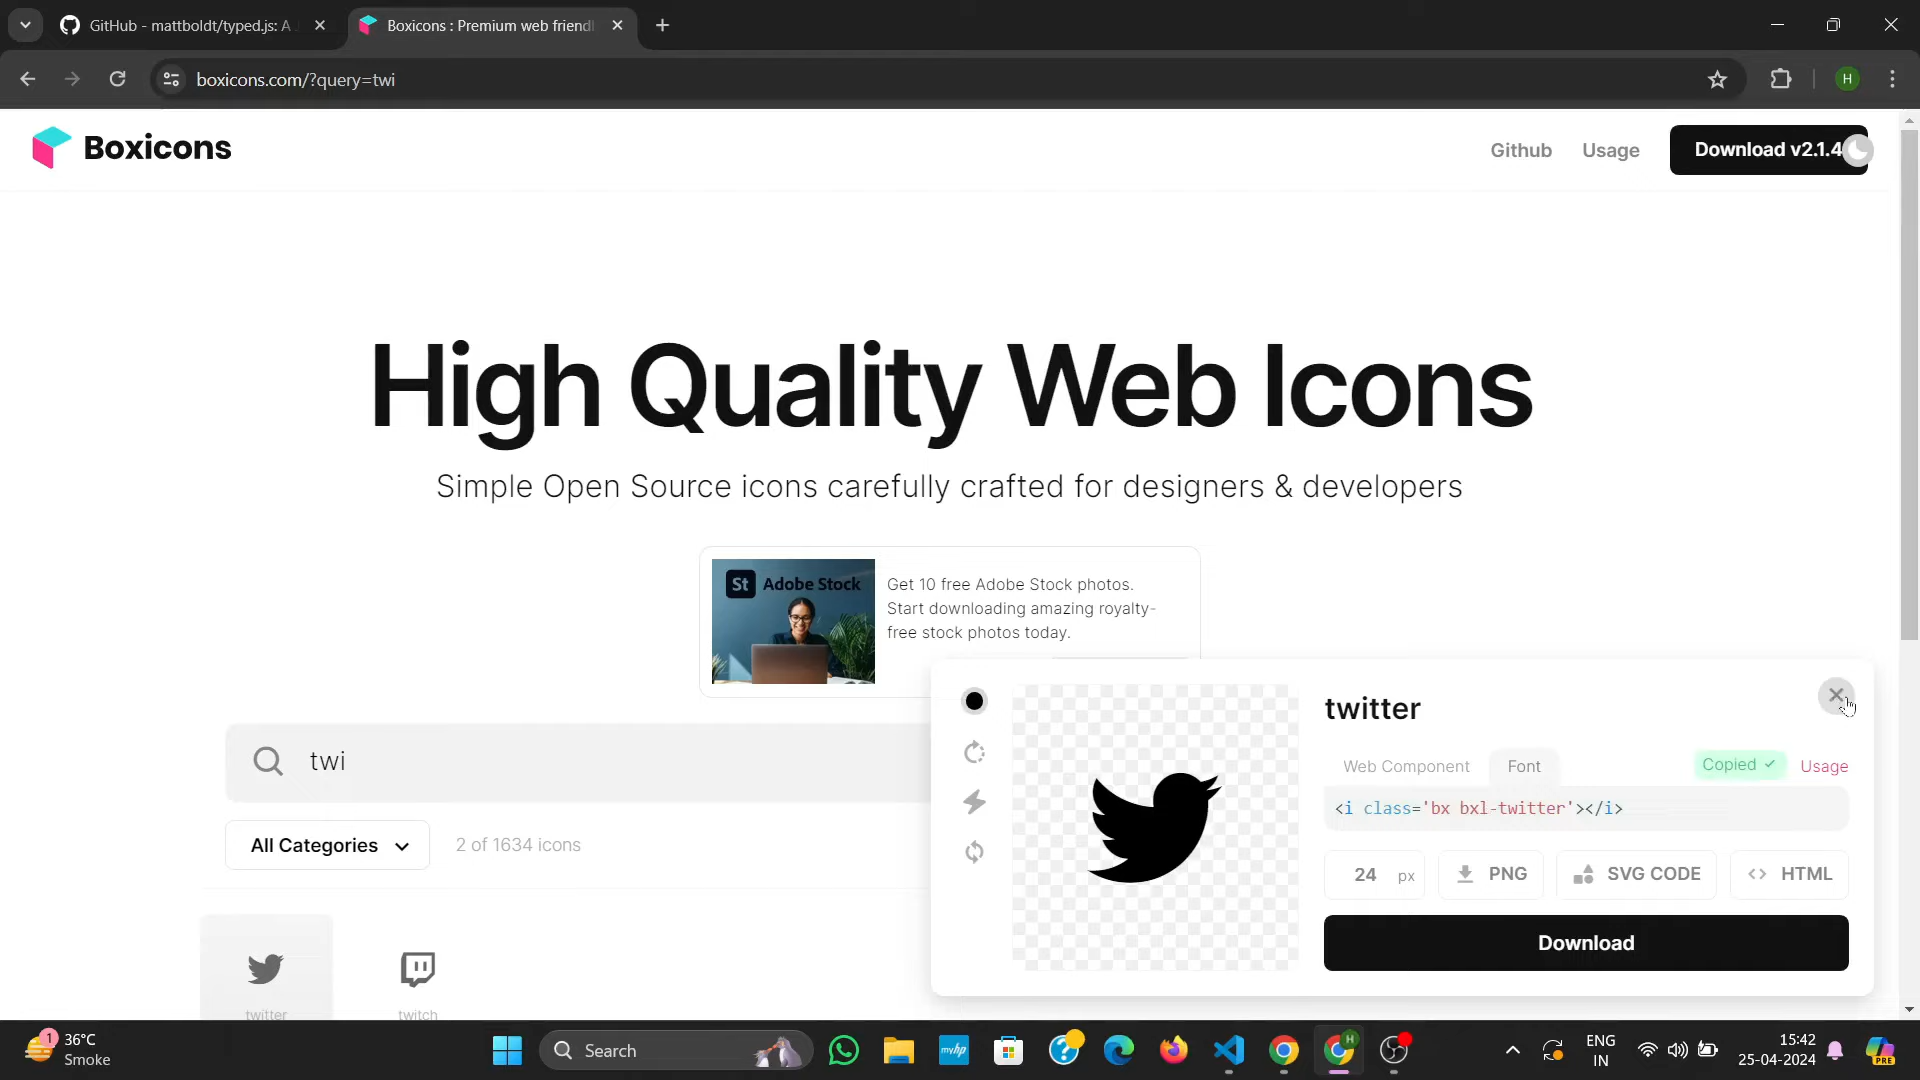 GitHub - mattboldt/typed.js: A
Boxicons : Premium web friend
boxicons.com/?query=twi
H
Boxicons
Github
Usage
Download v2.1.4
High Quality Web Icons
Simple Open Source icons carefully crafted for designers & developers
St Adobe Stock
Get 10 free Adobe Stock photos.
Start downloading amazing royalty-
free stock photos today.
twi
All Categories
2 of 1634 icons
twitter
twitch
twitter
Web Component
Font
Copied ✓
Usage
<i class='bx bxl-twitter'></i>
24 px
PNG
SVG CODE
HTML
Download
1
36°C
Smoke
Search
myhp
H
ENG
IN
15:42
25-04-2024
PRE